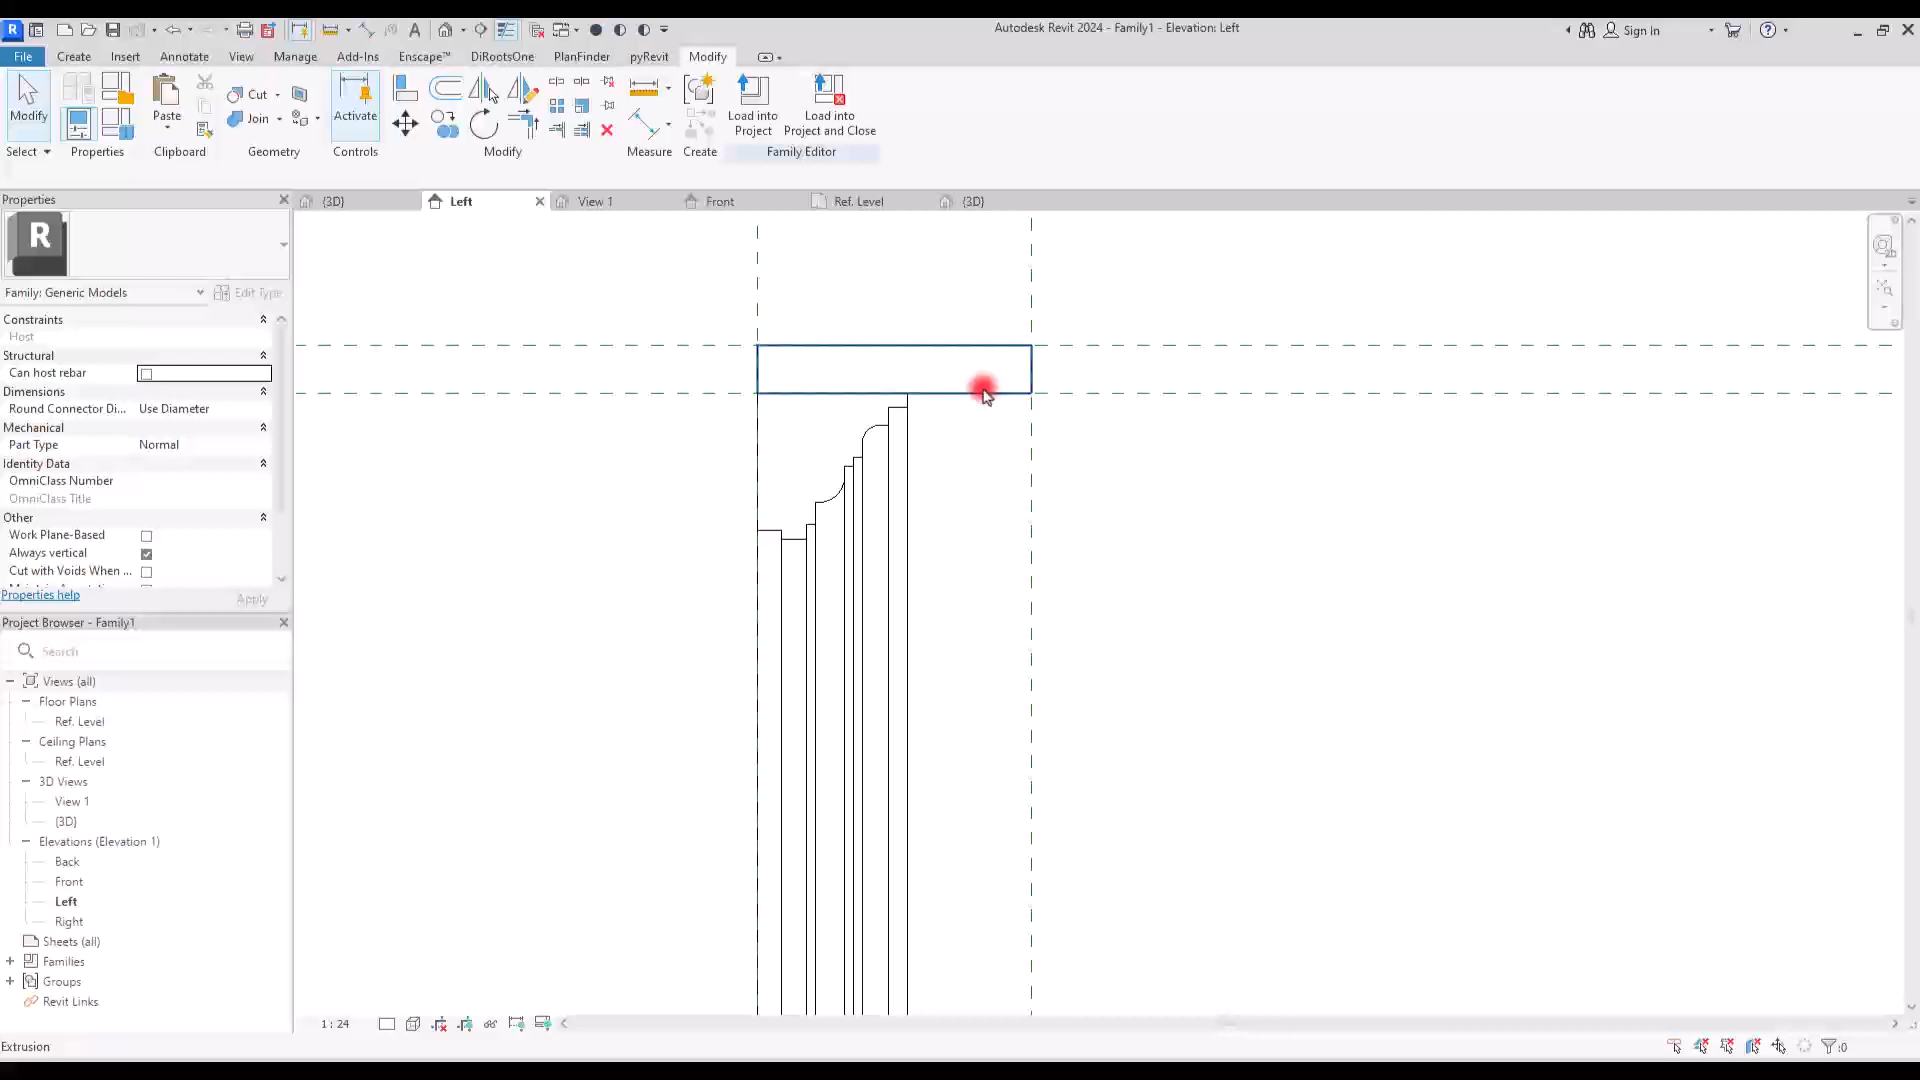 R
Autodesk Revit 2024 - Family1 - Elevation: Left
Sign In
File
Create
Insert
Annotate
View
Manage
Add-Ins
Enscape™
DiRootsOne
PlanFinder
pyRevit
Modify
Modify
Paste
Cut
Join
Activate
Load into
Project
Load into
Project and Close
Select
Properties
Clipboard
Geometry
Controls
Modify
Measure
Create
Family Editor
Properties
{3D}
Left
View 1
Front
Ref. Level
{3D}
R
Family: Generic Models
Edit Type
Constraints
Host
Structural
Can host rebar
Dimensions
Round Connector Di...
Use Diameter
Mechanical
Part Type
Normal
Identity Data
OmniClass Number
OmniClass Title
Other
Work Plane-Based
Always vertical
Cut with Voids When ...
Properties help
Apply
Project Browser - Family1
Search
Views (all)
Floor Plans
Ref. Level
Ceiling Plans
Ref. Level
3D Views
View 1
{3D}
Elevations (Elevation 1)
Back
Front
Left
Right
Sheets (all)
Families
Groups
Revit Links
1 : 24
Extrusion
:0